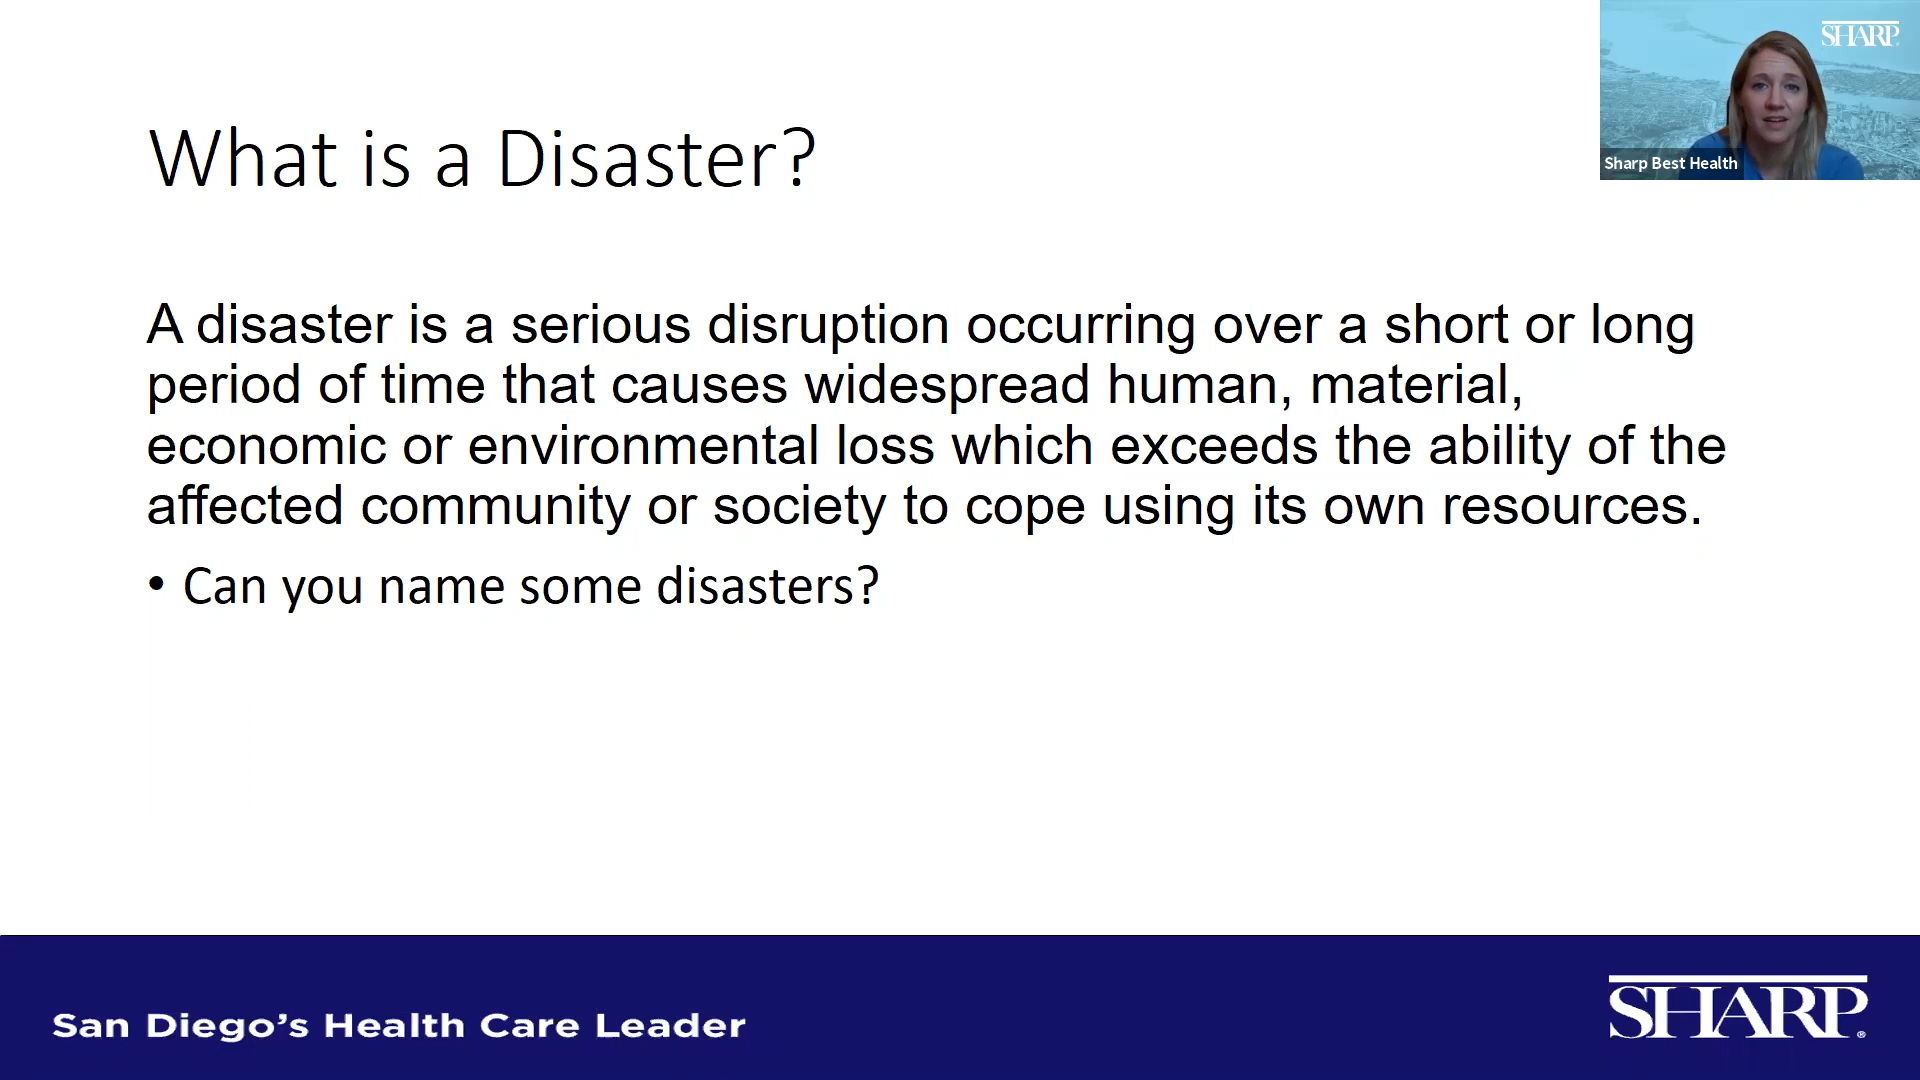 SHARP
Sharp Best Health
What is a Disaster?
A disaster is a serious disruption occurring over a short or long
period of time that causes widespread human, material,
economic or environmental loss which exceeds the ability of the
affected community or society to cope using its own resources.
• Can you name some disasters?
San Diego’s Health Care Leader
SHARP®